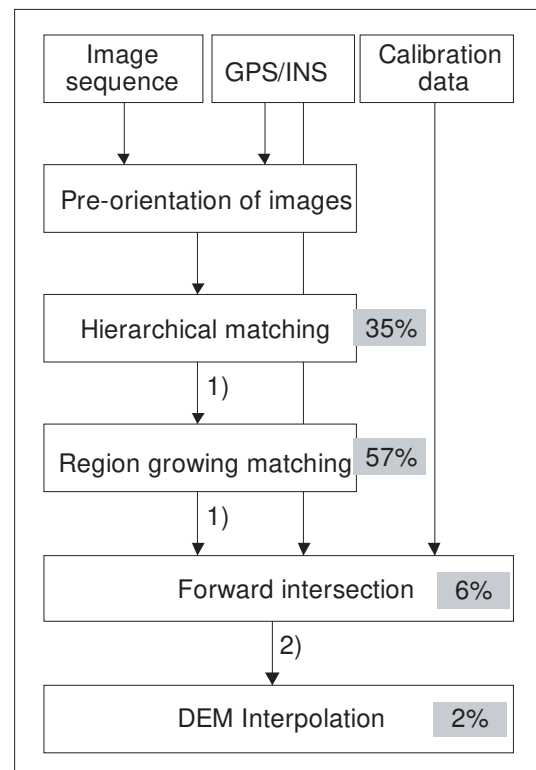 Image
sequence
GPS/INS
Calibration
data
Pre-orientation of images
Hierarchical matching 35%
1)
Region growing matching 57%
1)
Forward intersection 6%
2)
DEM Interpolation 2%